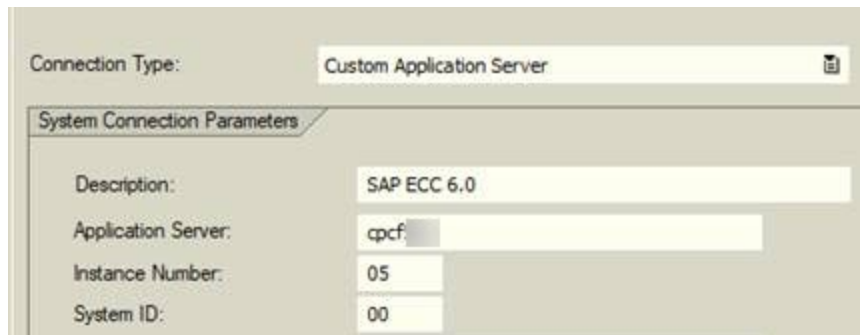 Connection Type: Custom Application Server
System Connection Parameters
Description: SAP ECC 6.0
Application Server: cpcf
Instance Number: 05
System ID: 00